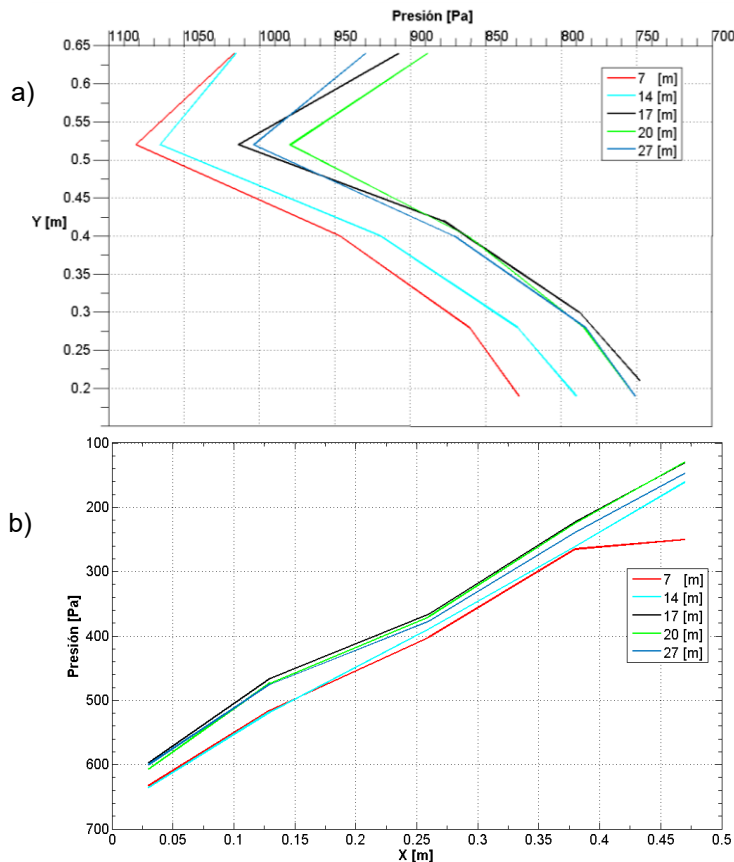 Presión [Pa]
1100 1050 1000 950 900 850 800 750 700
a)
0.65
0.6
0.55
0.5
0.45
Y [m]
0.4
0.35
0.3
0.25
0.2
7 [m]
14 [m]
17 [m]
20 [m]
27 [m]
b)
100
200
300
400
500
600
700
Presión [Pa]
7 [m]
14 [m]
17 [m]
20 [m]
27 [m]
0 0.05 0.1 0.15 0.2 0.25 0.3 0.35 0.4 0.45 0.5
X [m]